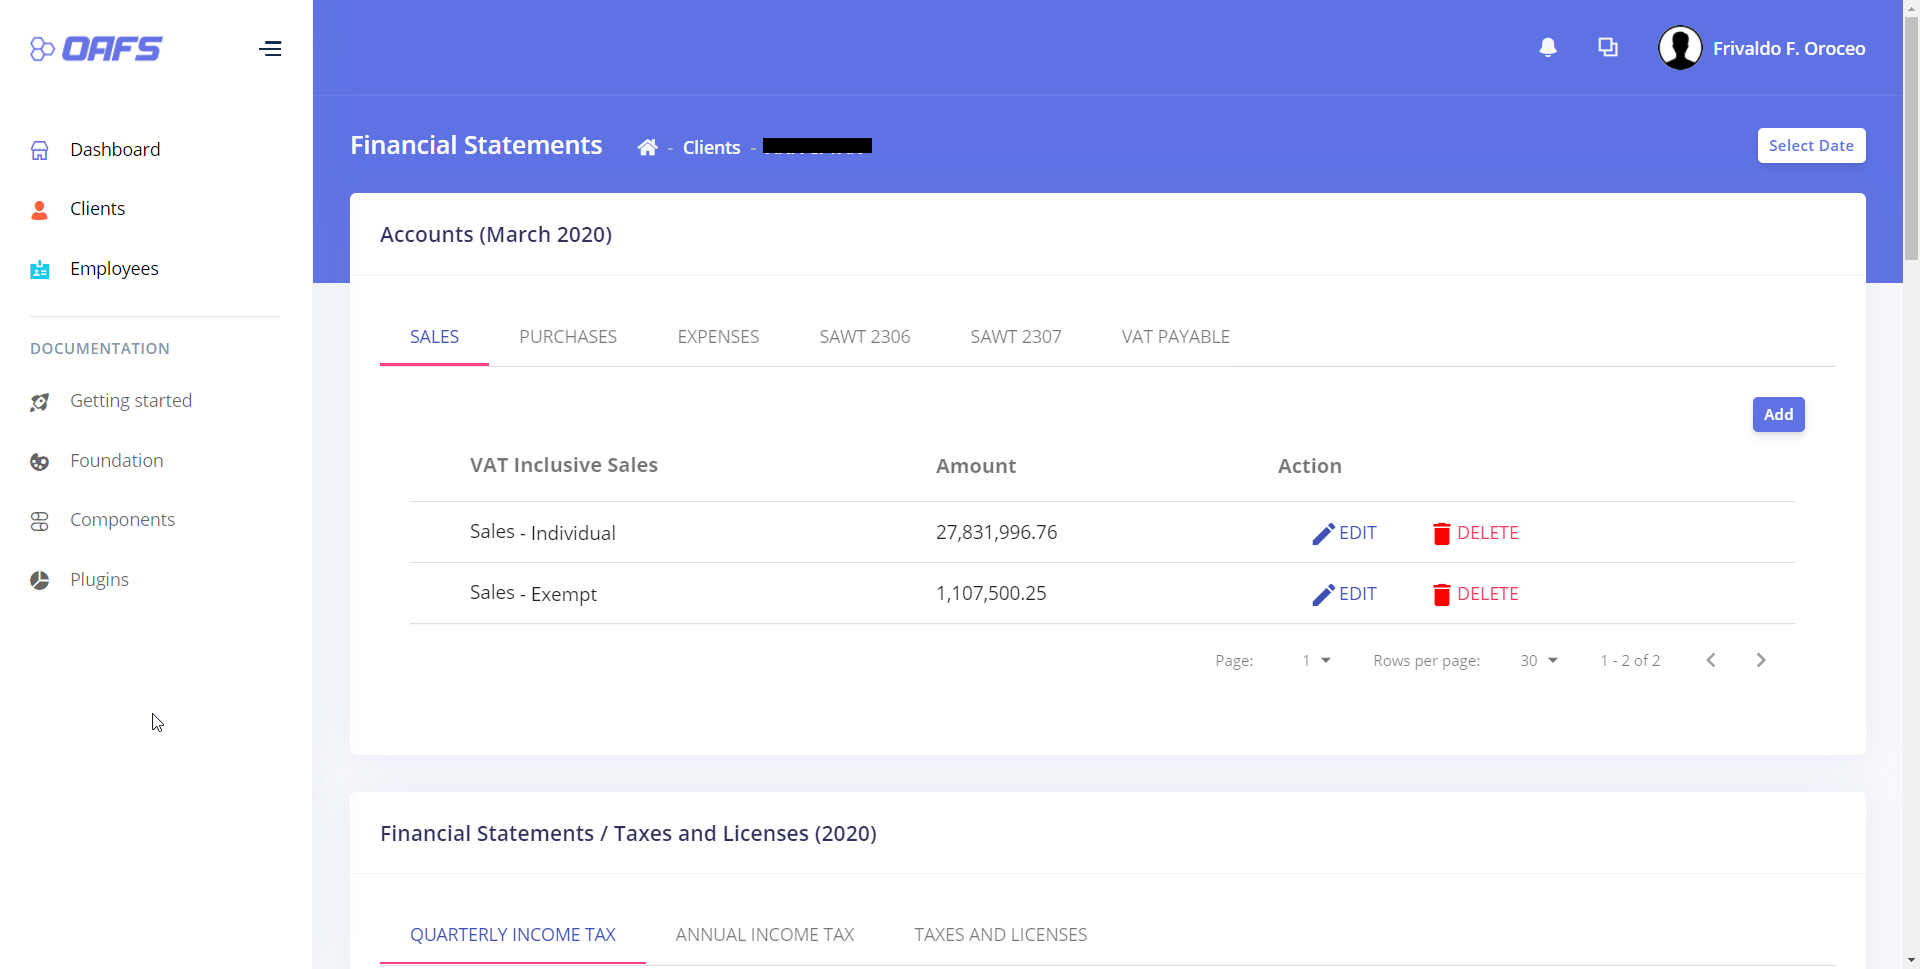 OAFS
Frivaldo F. Oroceo
Dashboard
Clients
Employees
DOCUMENTATION
Getting started
Foundation
Components
Plugins
Financial Statements
- Clients -
Select Date
Accounts (March 2020)
SALES PURCHASES EXPENSES SAWT 2306 SAWT 2307 VAT PAYABLE
Add
VAT Inclusive Sales Amount Action
Sales - Individual 27,831,996.76 EDIT DELETE
Sales - Exempt 1,107,500.25 EDIT DELETE
Page: 1 Rows per page: 30 1 - 2 of 2
Financial Statements / Taxes and Licenses (2020)
QUARTERLY INCOME TAX ANNUAL INCOME TAX TAXES AND LICENSES